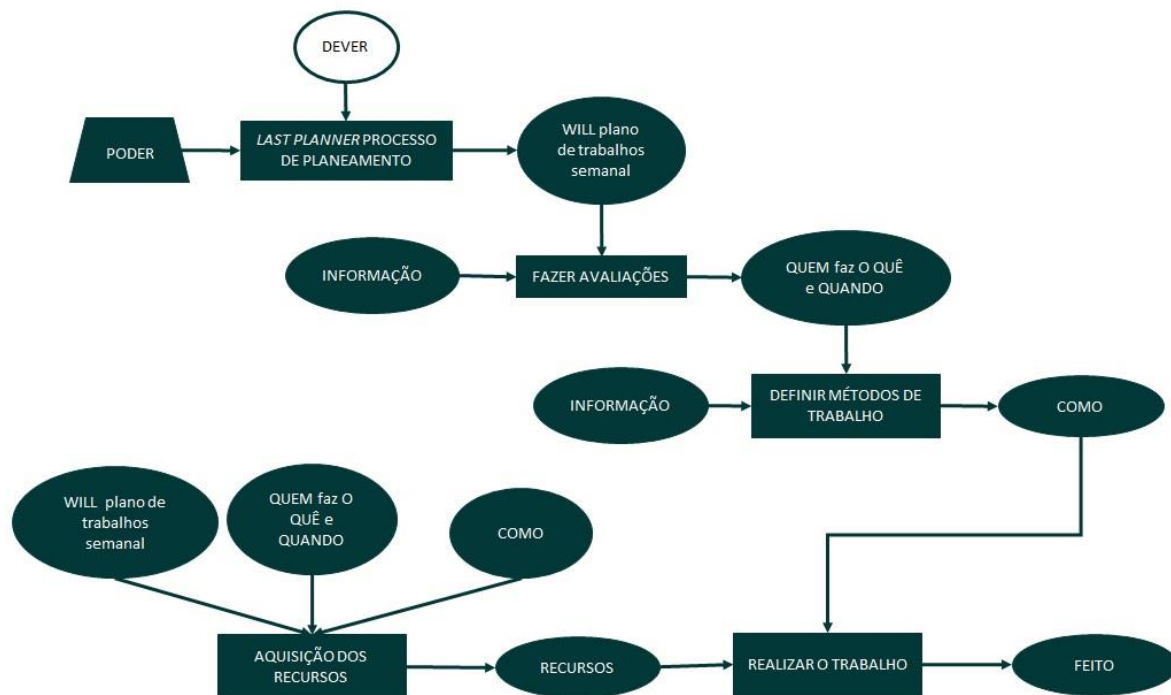 DEVER
PODER
LAST PLANNER PROCESSO
DE PLANEAMENTO
WILL plano
de trabalhos
semanal
INFORMAÇÃO
FAZER AVALIAÇÕES
QUEM faz O QUÊ
e QUANDO
INFORMAÇÃO
DEFINIR MÉTODOS DE
TRABALHO
COMO
WILL plano de
trabalhos
semanal
QUEM faz O
QUÊ e
QUANDO
COMO
AQUISIÇÃO DOS
RECURSOS
RECURSOS
REALIZAR O TRABALHO
FEITO